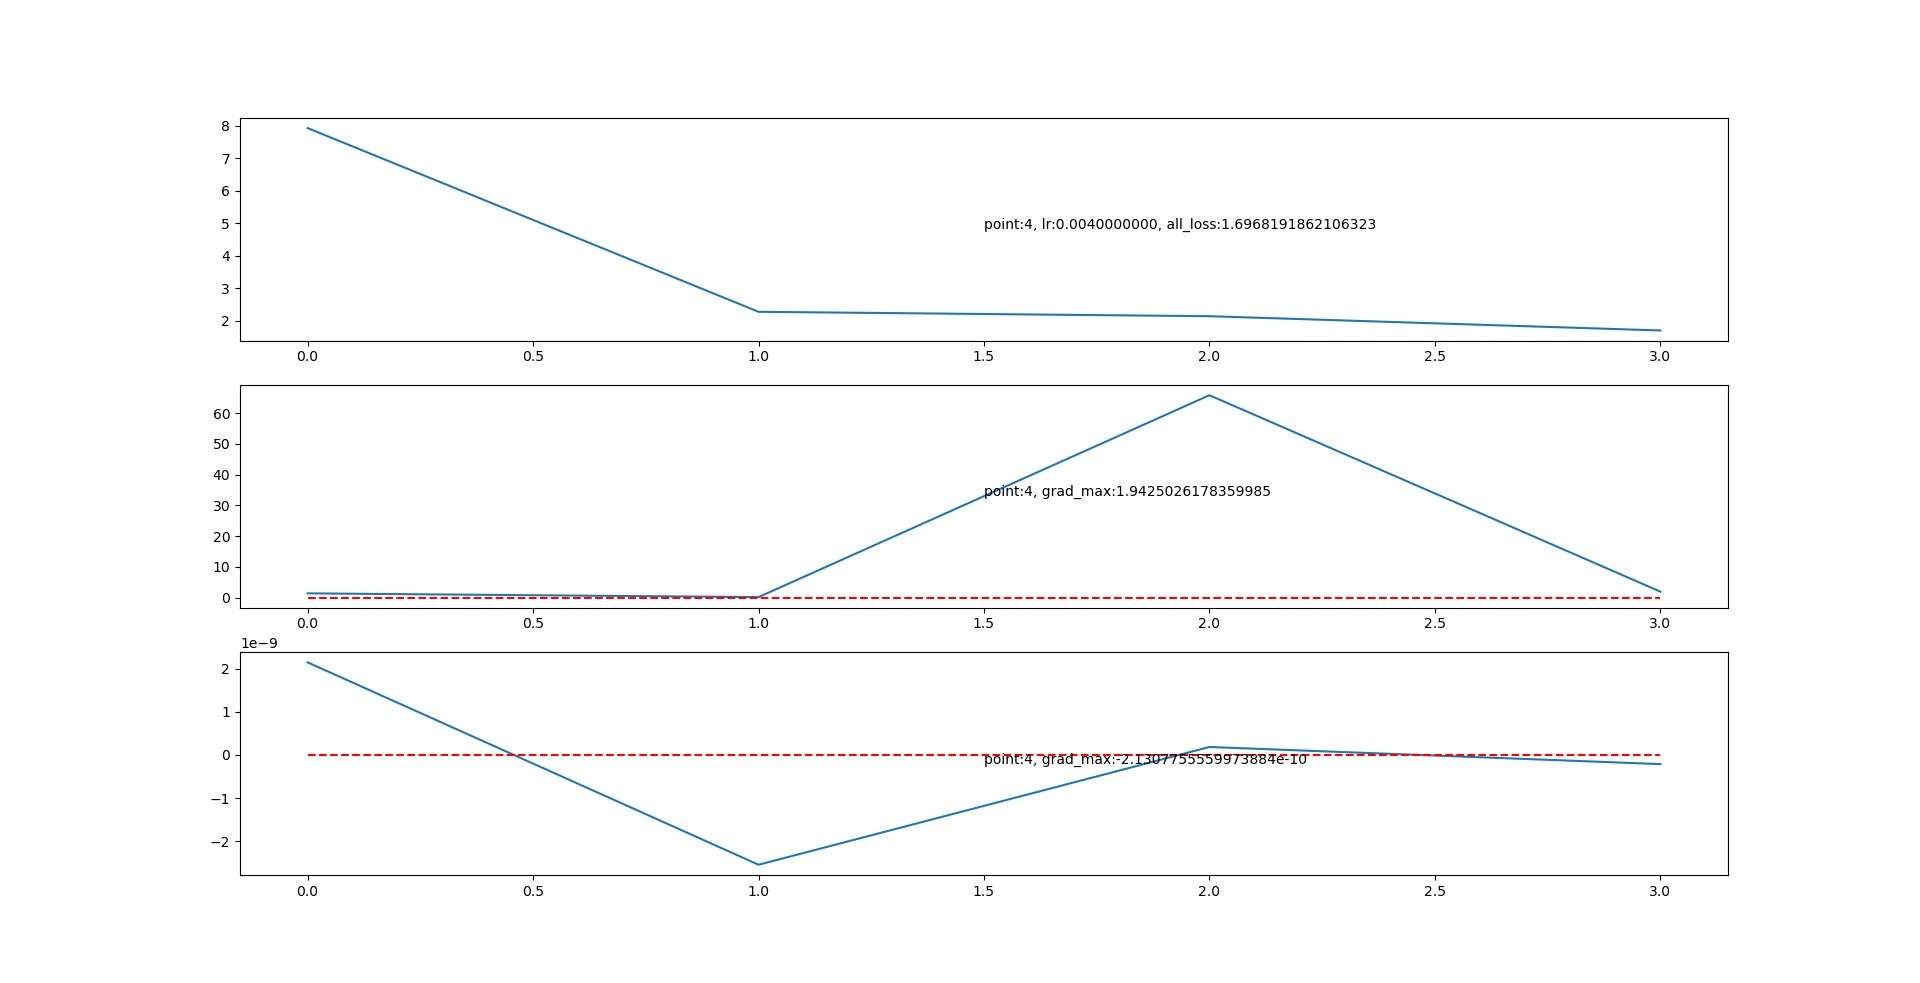 8
7
6
5
4
3
2
point:4, lr:0.0040000000, all_loss:1.6968191862106323
0.0 0.5 1.0 1.5 2.0 2.5 3.0
60
50
40
30
20
10
0
point:4, grad_max:1.9425026178359985
0.0 0.5 1.0 1.5 2.0 2.5 3.0
1e−9
2
1
0
−1
−2
point:4, grad_max:-2.1307755559973884e-10
0.0 0.5 1.0 1.5 2.0 2.5 3.0